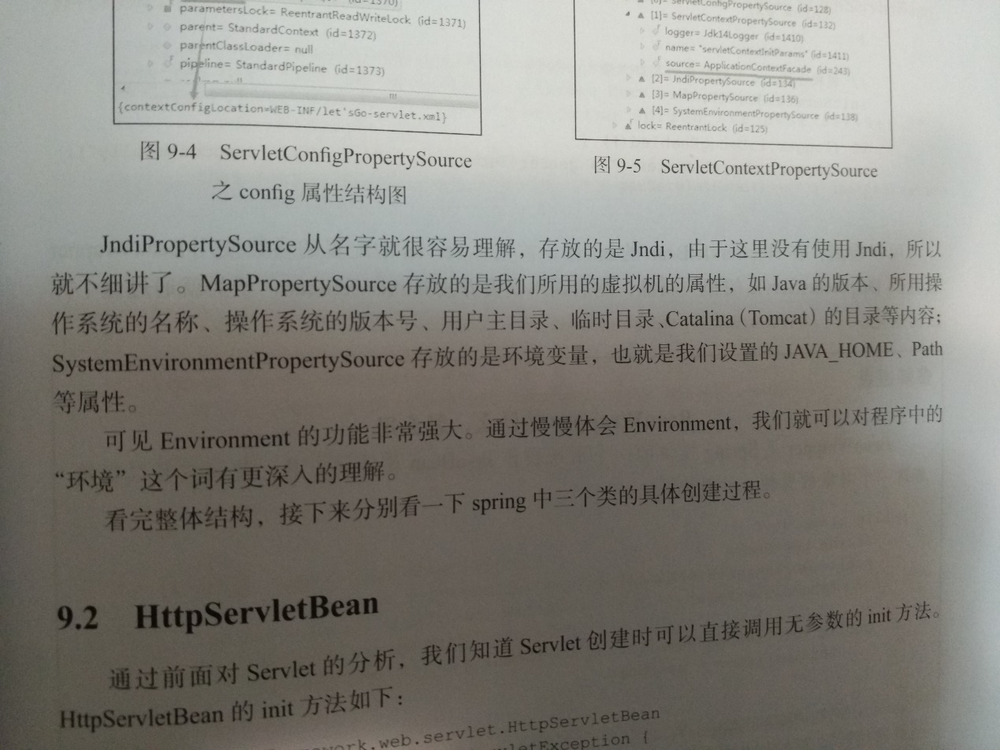 parametersLock= ReentrantReadWriteLock (id=1371)
parent= StandardContext (id=1372)
parentClassLoader= null
pipeline= StandardPipeline (id=1373)
{contextConfigLocation=WEB-INF/let'sGo-servlet.xml}
图 9-4 ServletConfigPropertySource
之 config 属性结构图
[0]= ServletConfigPropertySource (id=128)
[1]= ServletContextPropertySource (id=132)
logger= Jdk14Logger (id=1410)
name= "servletContextInitParams" (id=1411)
source= ApplicationContextFacade (id=243)
[2]= JndiPropertySource (id=134)
[3]= MapPropertySource (id=136)
[4]= SystemEnvironmentPropertySource (id=138)
lock= ReentrantLock (id=125)
图 9-5 ServletContextPropertySource
JndiPropertySource 从名字就很容易理解，存放的是 Jndi，由于这里没有使用 Jndi，所以
就不细讲了。MapPropertySource 存放的是我们所用的虚拟机的属性，如 Java 的版本、所用操
作系统的名称、操作系统的版本号、用户主目录、临时目录、Catalina（Tomcat）的目录等内容；
SystemEnvironmentPropertySource 存放的是环境变量，也就是我们设置的 JAVA_HOME、Path
等属性。
可见 Environment 的功能非常强大。通过慢慢体会 Environment，我们就可以对程序中的
“环境”这个词有更深入的理解。
看完整体结构，接下来分别看一下 spring 中三个类的具体创建过程。
9.2 HttpServletBean
通过前面对 Servlet 的分析，我们知道 Servlet 创建时可以直接调用无参数的 init 方法。
HttpServletBean 的 init 方法如下：
work.web.servlet.HttpServletBean
vletException {